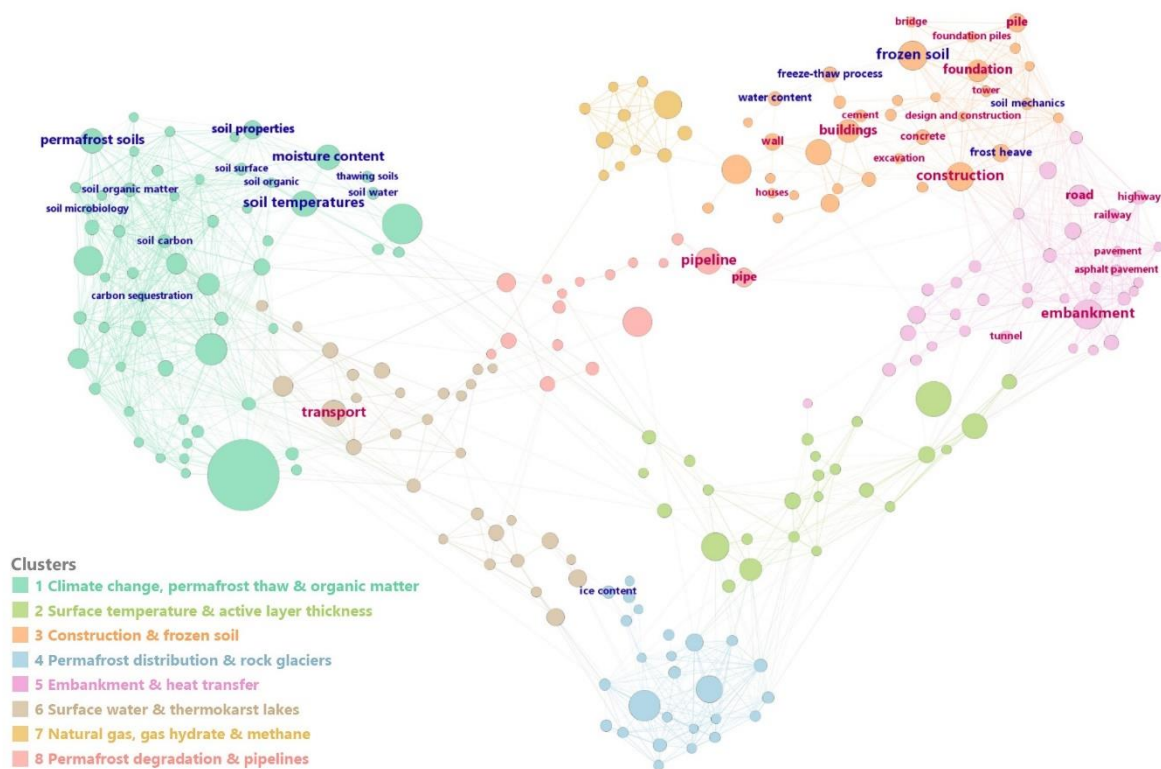 bridge
pile
foundation piles
frozen soil
foundation
freeze-thaw process
tower
water content
soil mechanics
cement
design and construction
buildings
concrete
wall
frost heave
excavation
construction
houses
road
highway
railway
pavement
asphalt pavement
embankment
tunnel
permafrost soils
soil properties
moisture content
soil surface
thawing soils
soil organic
soil organic matter
soil water
soil temperatures
soil microbiology
soil carbon
carbon sequestration
pipeline
pipe
transport
ice content
Clusters
1 Climate change, permafrost thaw & organic matter
2 Surface temperature & active layer thickness
3 Construction & frozen soil
4 Permafrost distribution & rock glaciers
5 Embankment & heat transfer
6 Surface water & thermokarst lakes
7 Natural gas, gas hydrate & methane
8 Permafrost degradation & pipelines